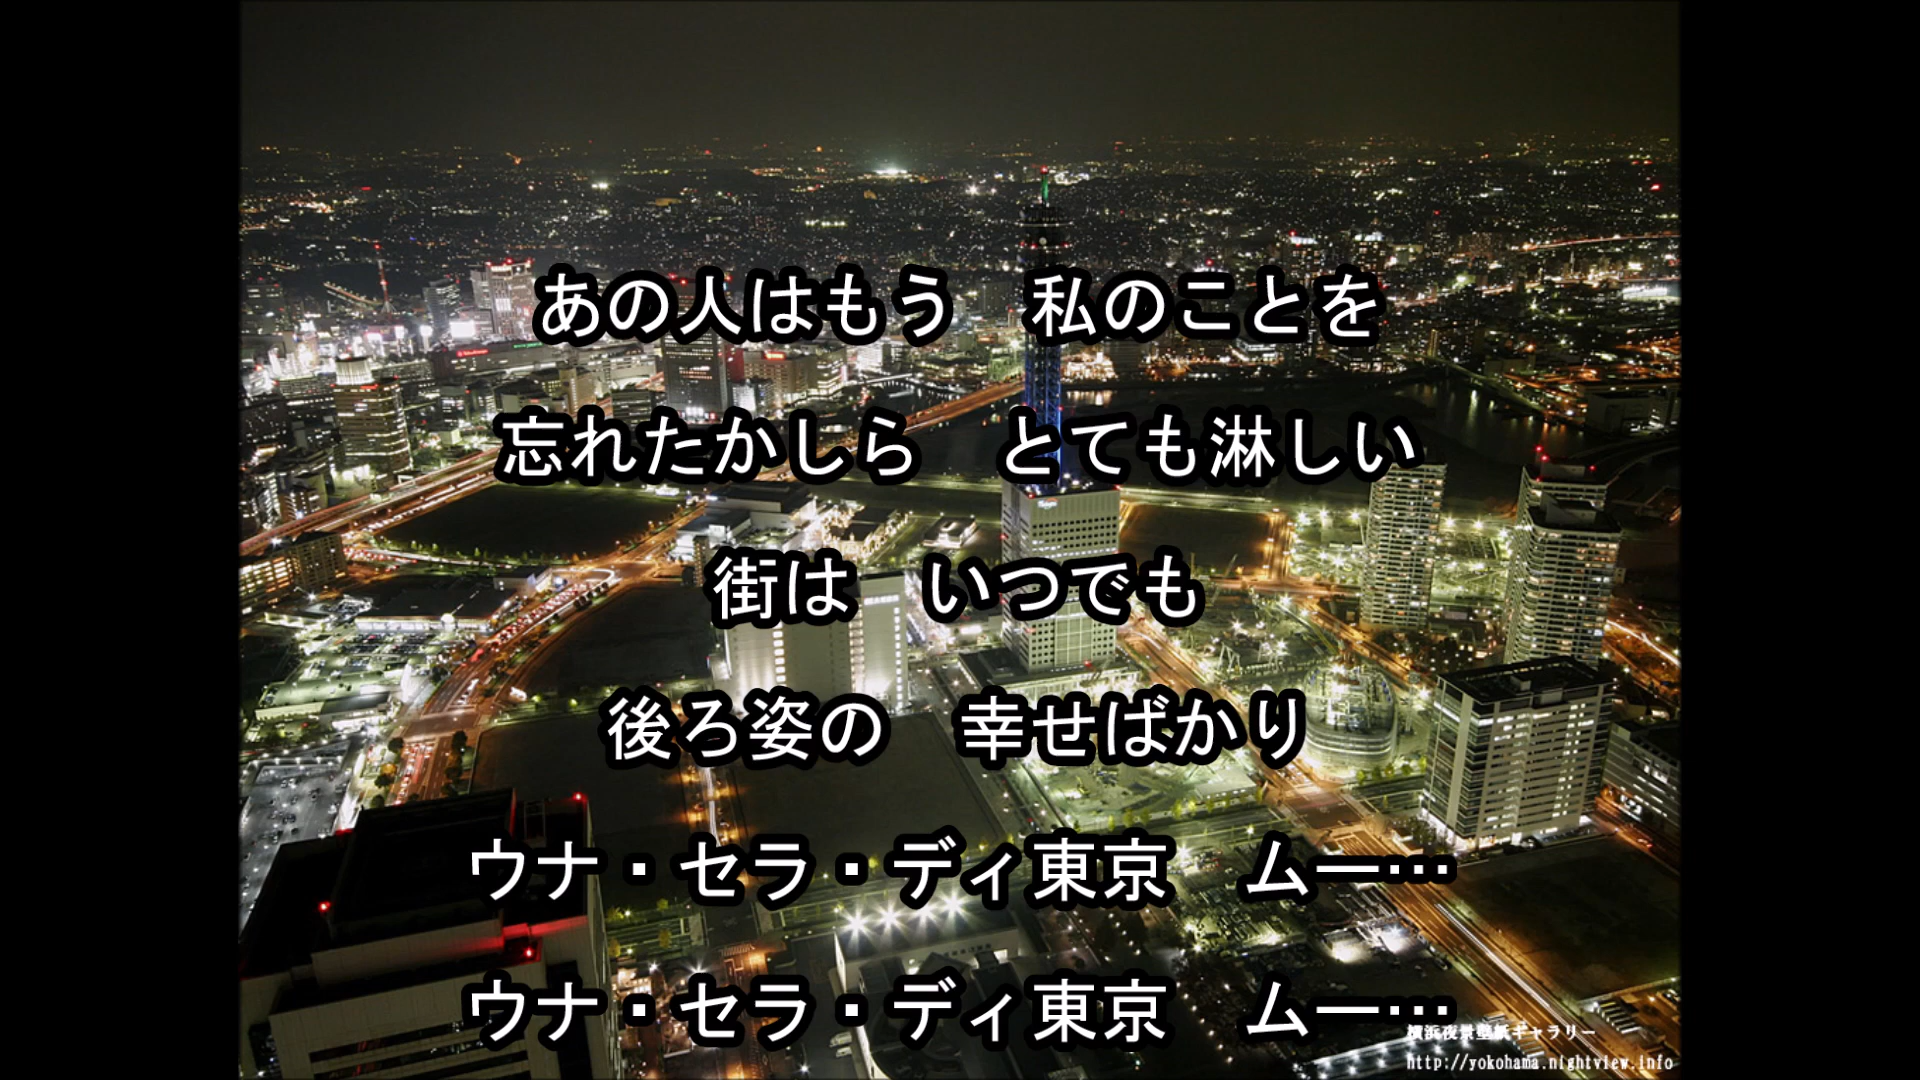 あの人はもう　私のことを
忘れたかしら　とても淋しい
街は　いつでも
後ろ姿の　幸せばかり
ウナ・セラ・ディ東京　ムー…
ウナ・セラ・ディ東京　ムー…
横浜夜景壁紙ギャラリー
http://yokohama.nightview.info